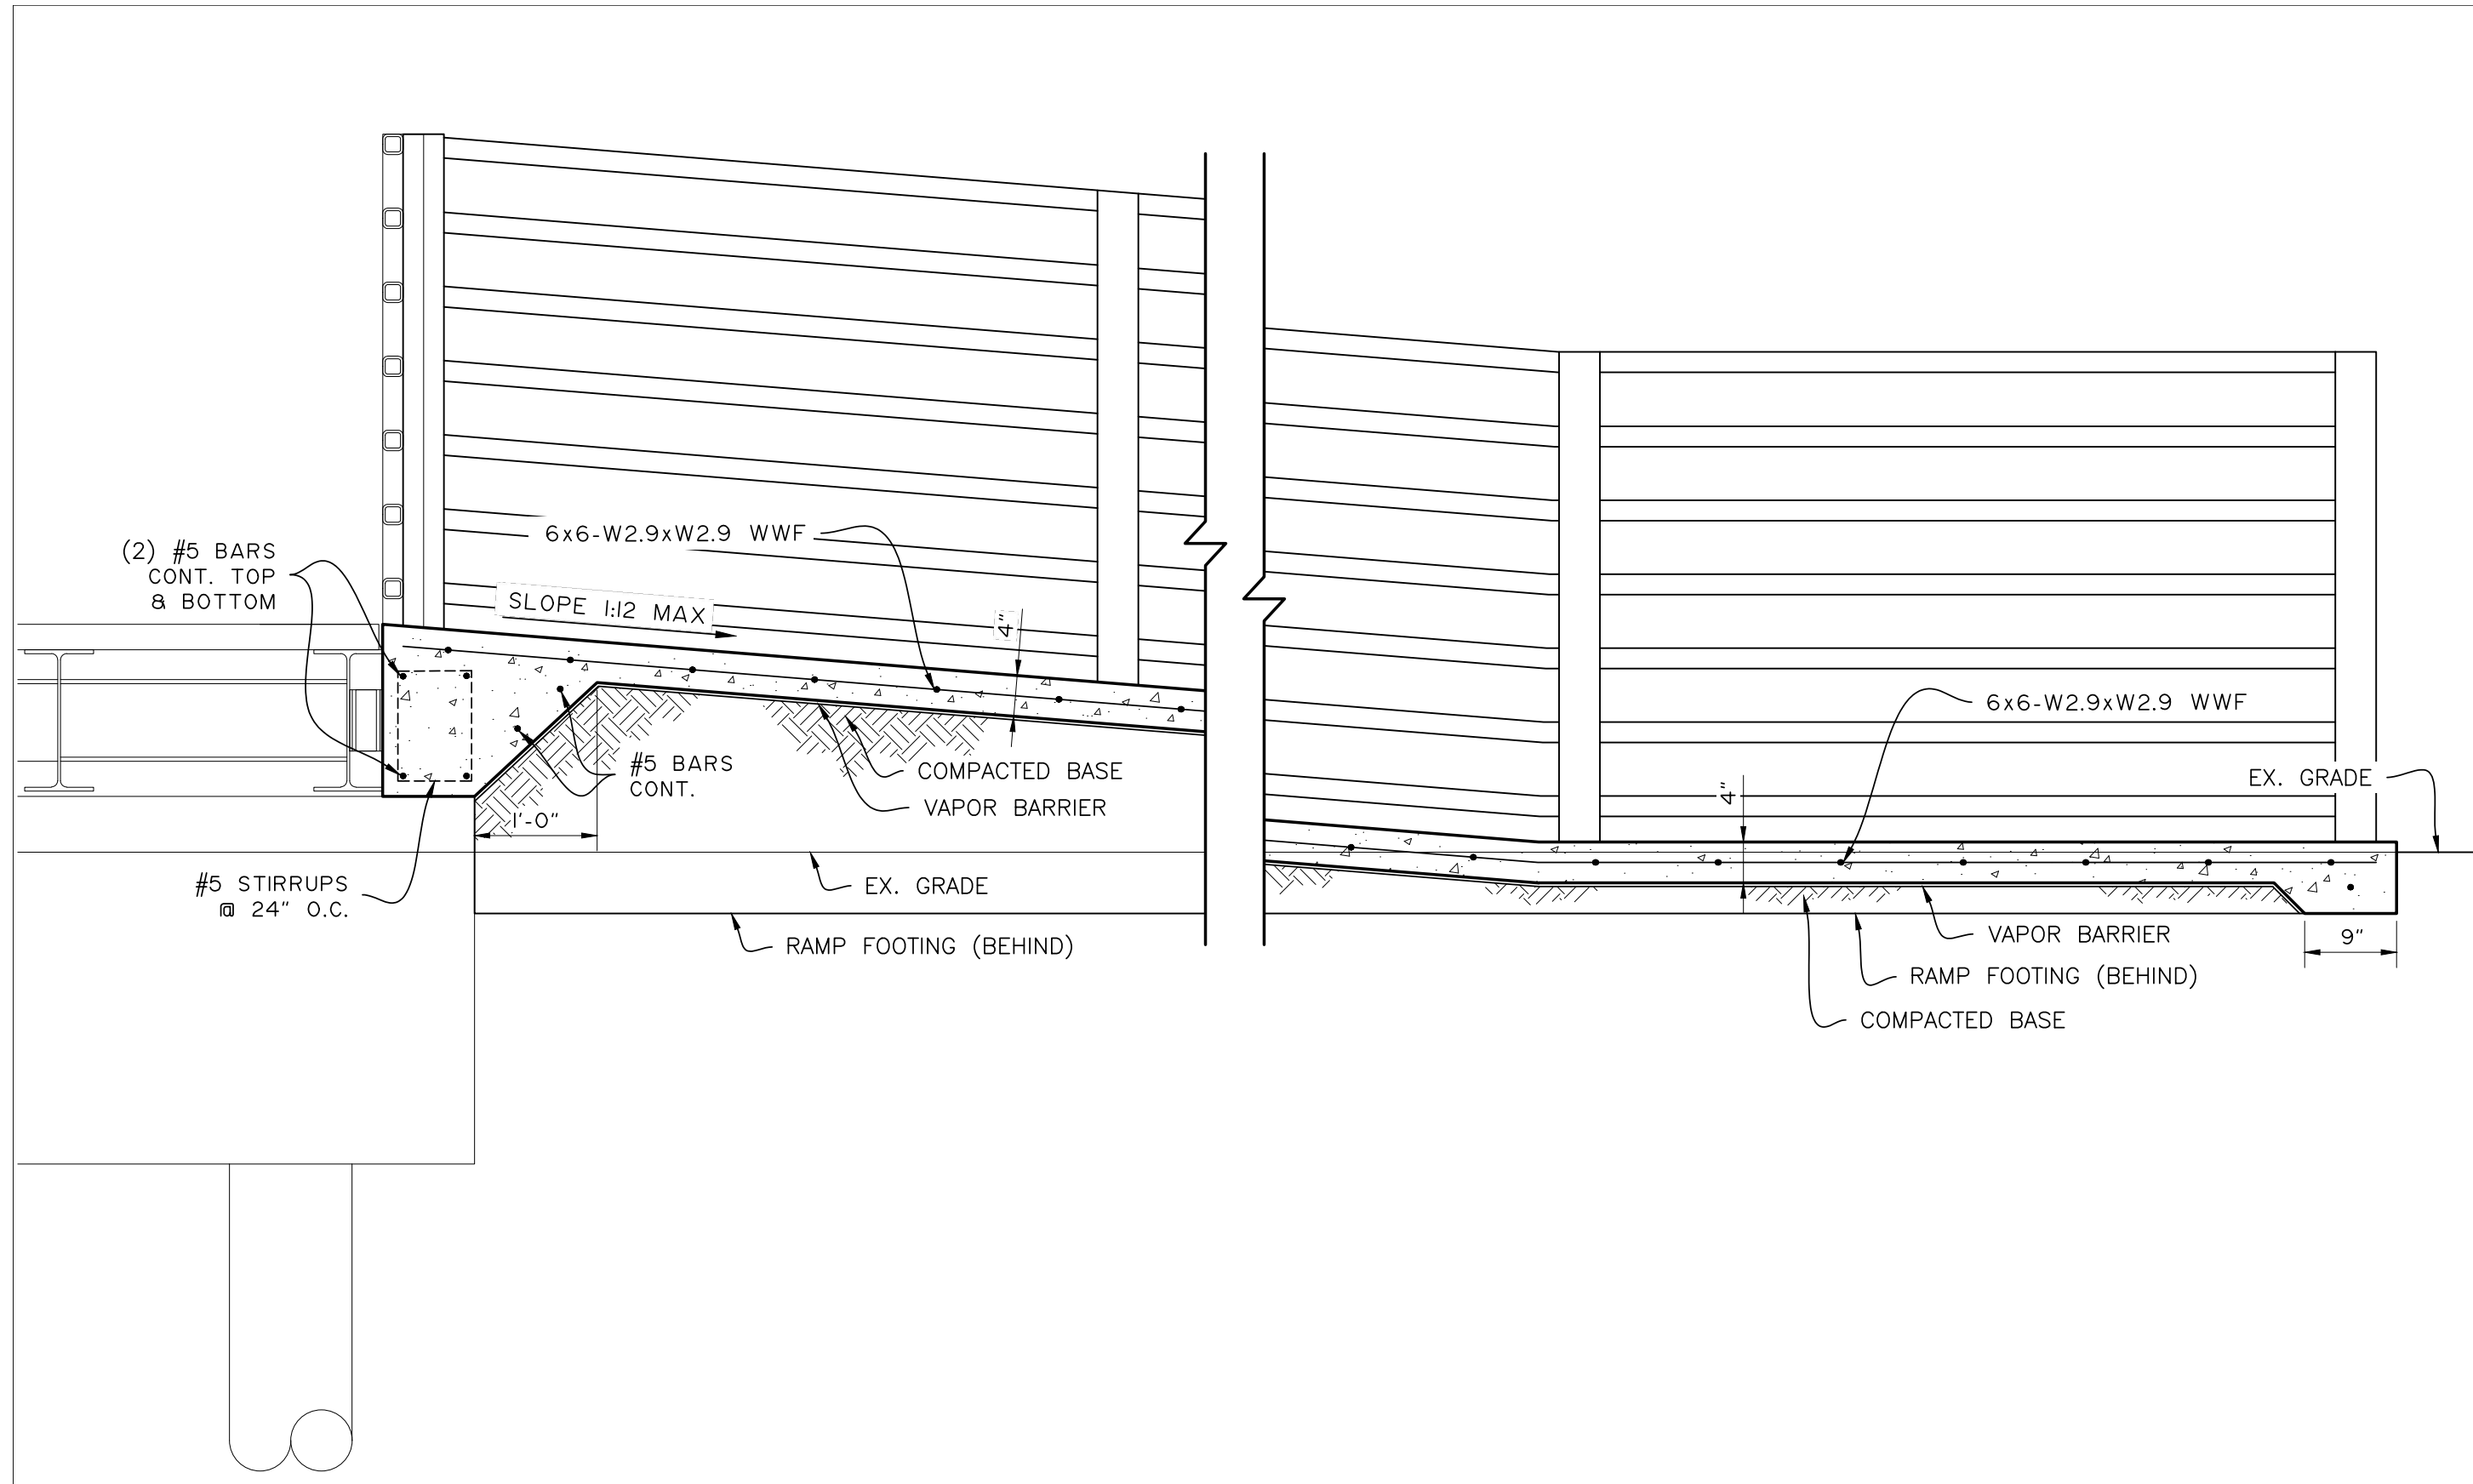 6x6-W2.9xW2.9 WWF
(2) #5 BARS
CONT. TOP
& BOTTOM
SLOPE 1:12 MAX
4"
6x6-W2.9xW2.9 WWF
#5 BARS
CONT.
COMPACTED BASE
VAPOR BARRIER
1'-0"
4"
EX. GRADE
#5 STIRRUPS
@ 24" O.C.
EX. GRADE
RAMP FOOTING (BEHIND)
VAPOR BARRIER
9"
RAMP FOOTING (BEHIND)
COMPACTED BASE